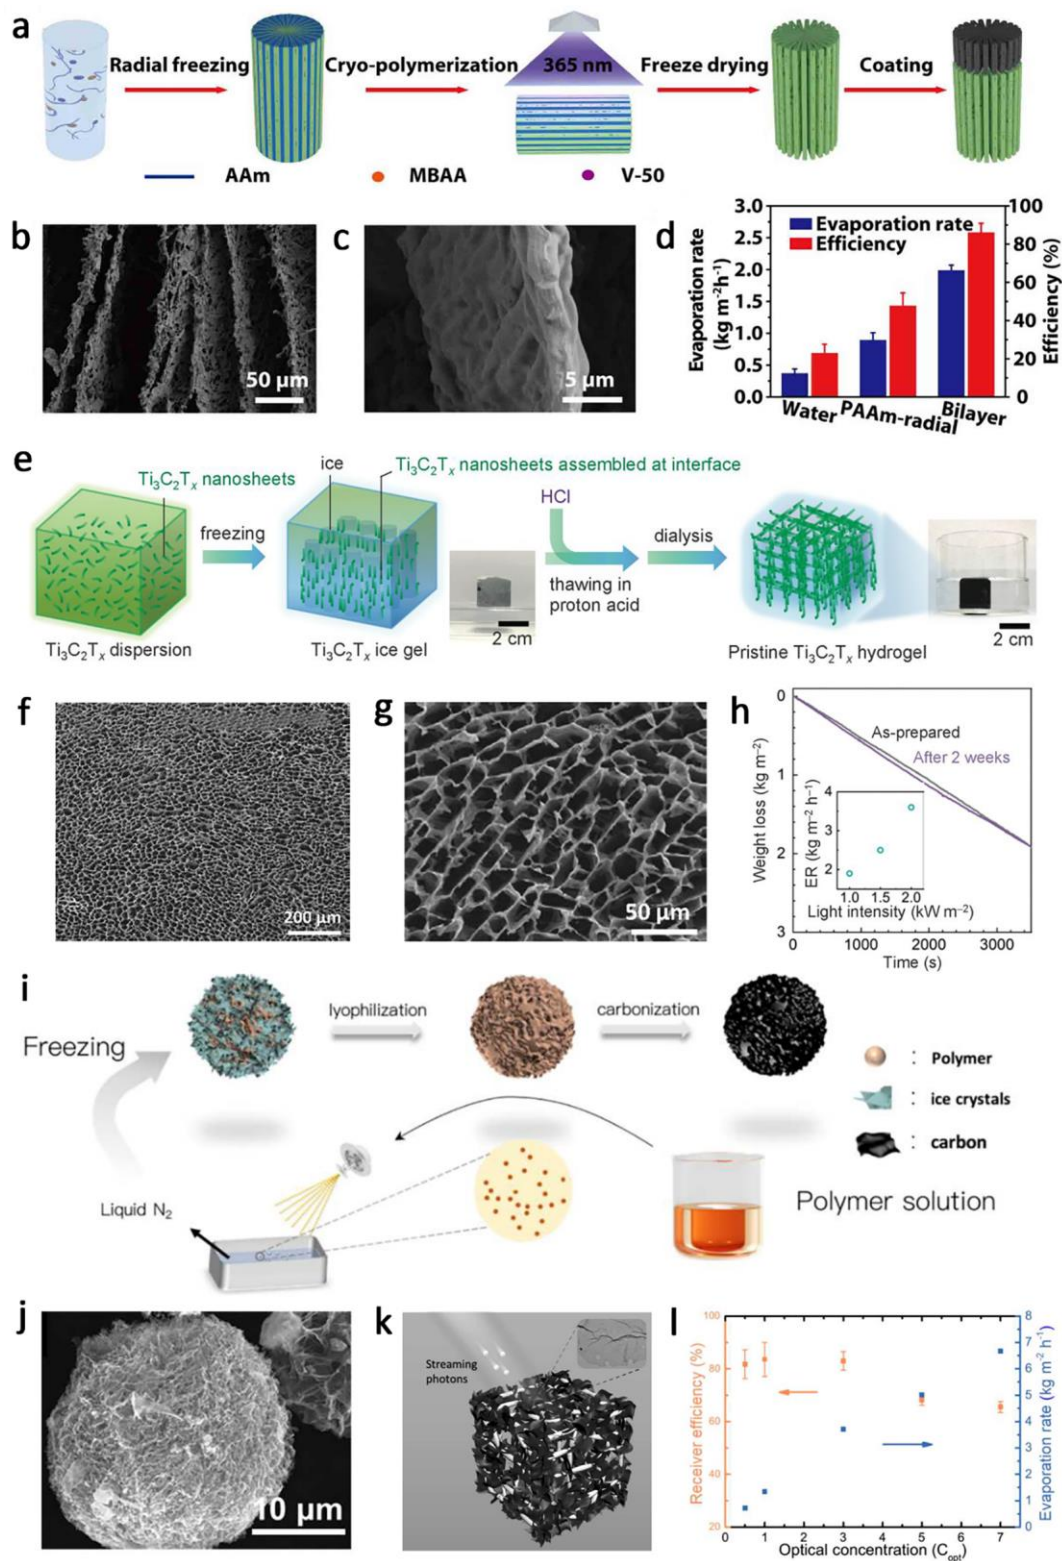 a
Radial freezing
Cryo-polymerization
365 nm
Freeze drying
Coating
AAm
MBAA
V-50
b
50 µm
c
5 µm
d
Evaporation rate
(kg m⁻²h⁻¹)
3.0
2.5
2.0
1.5
1.0
0.5
0.0
Evaporation rate
Efficiency
100
80
60
40
20
0
Efficiency (%)
Water
PAAm-radial
Bilayer
e
Ti₃C₂Tₓ nanosheets
ice
Ti₃C₂Tₓ nanosheets assembled at interface
freezing
HCl
thawing in
proton acid
dialysis
2 cm
2 cm
Ti₃C₂Tₓ dispersion
Ti₃C₂Tₓ ice gel
Pristine Ti₃C₂Tₓ hydrogel
f
200 µm
g
50 µm
h
Weight loss (kg m⁻²)
0
1
2
3
As-prepared
After 2 weeks
ER (kg m⁻² h⁻¹)
4
3
2
1.0 1.5 2.0
Light intensity (kW m⁻²)
0 1000 2000 3000
Time (s)
i
Freezing
lyophilization
carbonization
: Polymer
: ice crystals
: carbon
Liquid N₂
Polymer solution
j
10 µm
k
Streaming
photons
l
Receiver efficiency (%)
100
80
60
40
20
8
7
6
5
4
3
2
1
0
Evaporation rate (kg m⁻² h⁻¹)
0 1 3 5 7
Optical concentration (Cₒₚₜ)